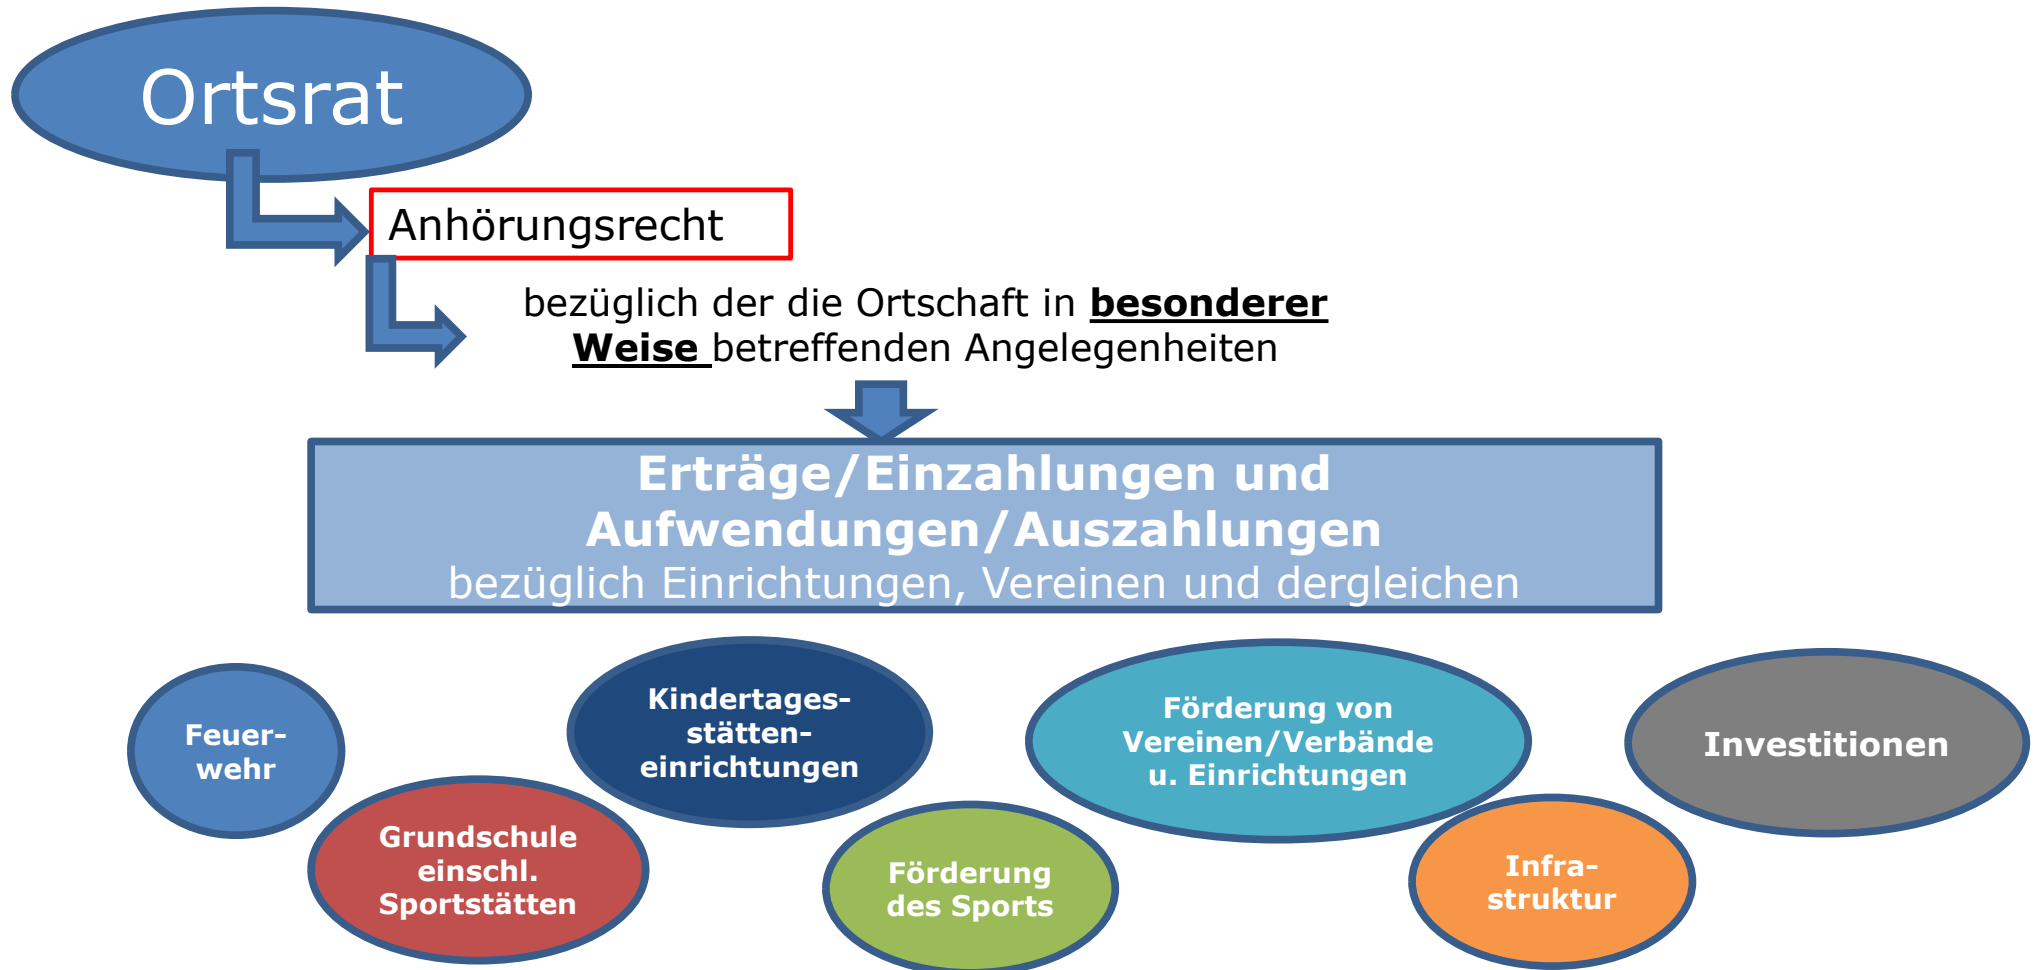 Ortsrat
Anhörungsrecht
bezüglich der die Ortschaft in besonderer
Weise betreffenden Angelegenheiten
Erträge/Einzahlungen und
Aufwendungen/Auszahlungen
bezüglich Einrichtungen, Vereinen und dergleichen
Feuer-
wehr
Grundschule
einschl.
Sportstätten
Kindertages-
stätten-
einrichtungen
Förderung
des Sports
Förderung von
Vereinen/Verbände
u. Einrichtungen
Infra-
struktur
Investitionen